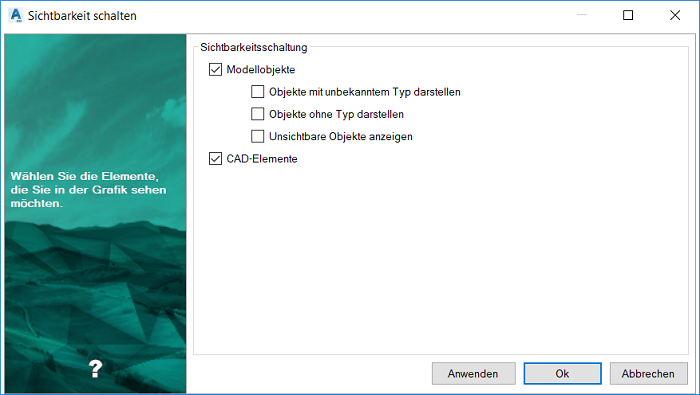 Sichtbarkeit schalten
Wählen Sie die Elemente,
die Sie in der Grafik sehen
möchten.
?
Sichtbarkeitsschaltung
Modellobjekte
Objekte mit unbekanntem Typ darstellen
Objekte ohne Typ darstellen
Unsichtbare Objekte anzeigen
CAD-Elemente
Anwenden
Ok
Abbrechen